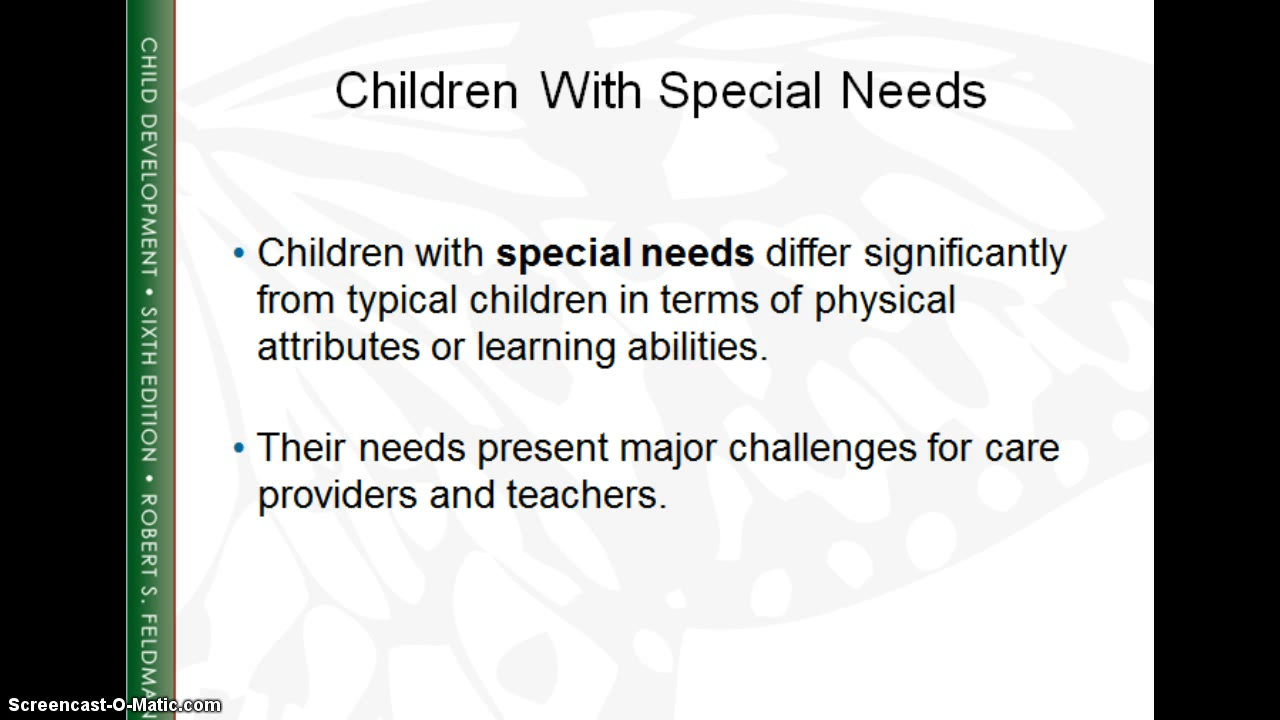 Children With Special Needs
• Children with special needs differ significantly
from typical children in terms of physical
attributes or learning abilities.
• Their needs present major challenges for care
providers and teachers.
CHILD DEVELOPMENT • SIXTH EDITION • ROBERT S. FELDMAN
Screencast-O-Matic.com